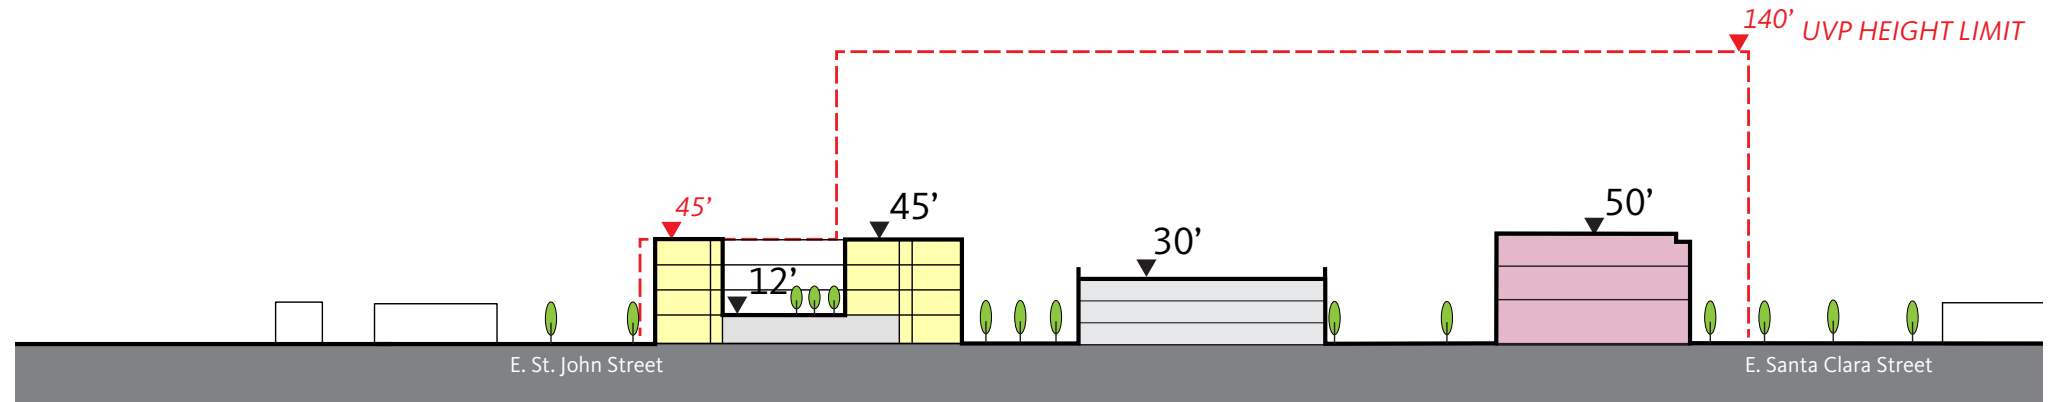 140’ UVP HEIGHT LIMIT
45’
45’
12’
30’
50’
E. St. John Street
E. Santa Clara Street